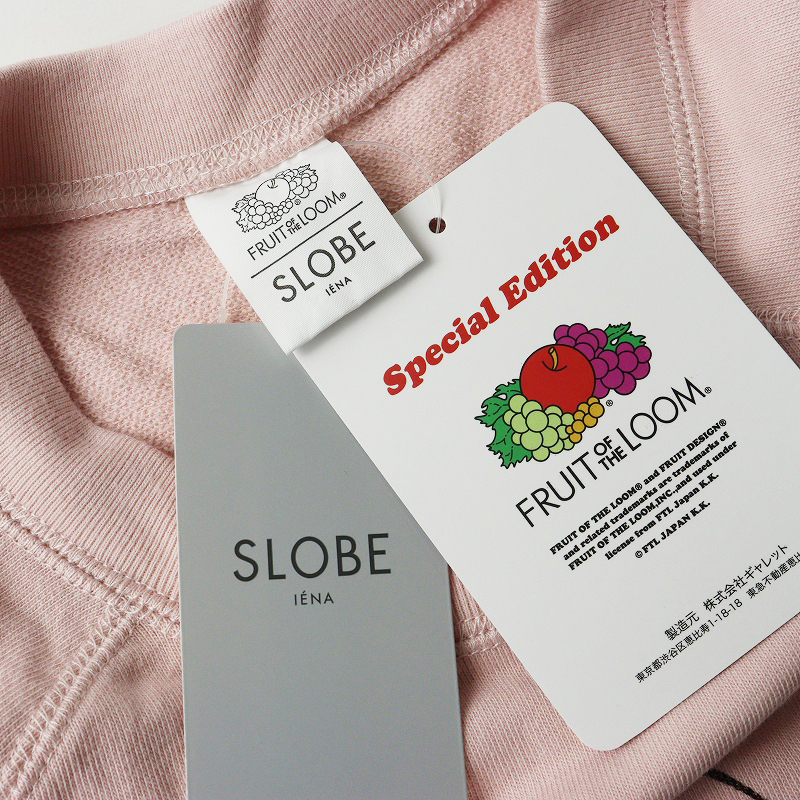 FRUIT OF THE LOOM®
SLOBE
IÉNA
Special Edition
®
FRUIT OF THE LOOM®
FRUIT OF THE LOOM® and FRUIT DESIGN®
and related trademarks are trademarks of
FRUIT OF THE LOOM,INC.,and used under
license from FTL Japan K.K.
© FTL JAPAN K.K.
製造元 株式会社ギャレット
東京都渋谷区恵比寿1-18-18 東急不動産恵比
SLOBE
IÉNA